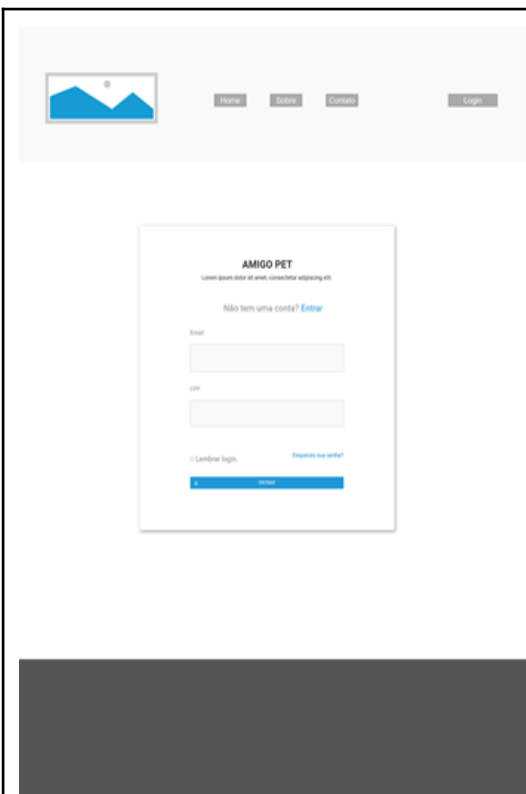 Home Sobre Contato Login
AMIGO PET
Lorem ipsum dolor sit amet, consectetur adipiscing elit.
Não tem uma conta? Entrar
Email
CPF
Lembrar login.
Esqueceu sua senha?
ENTRAR